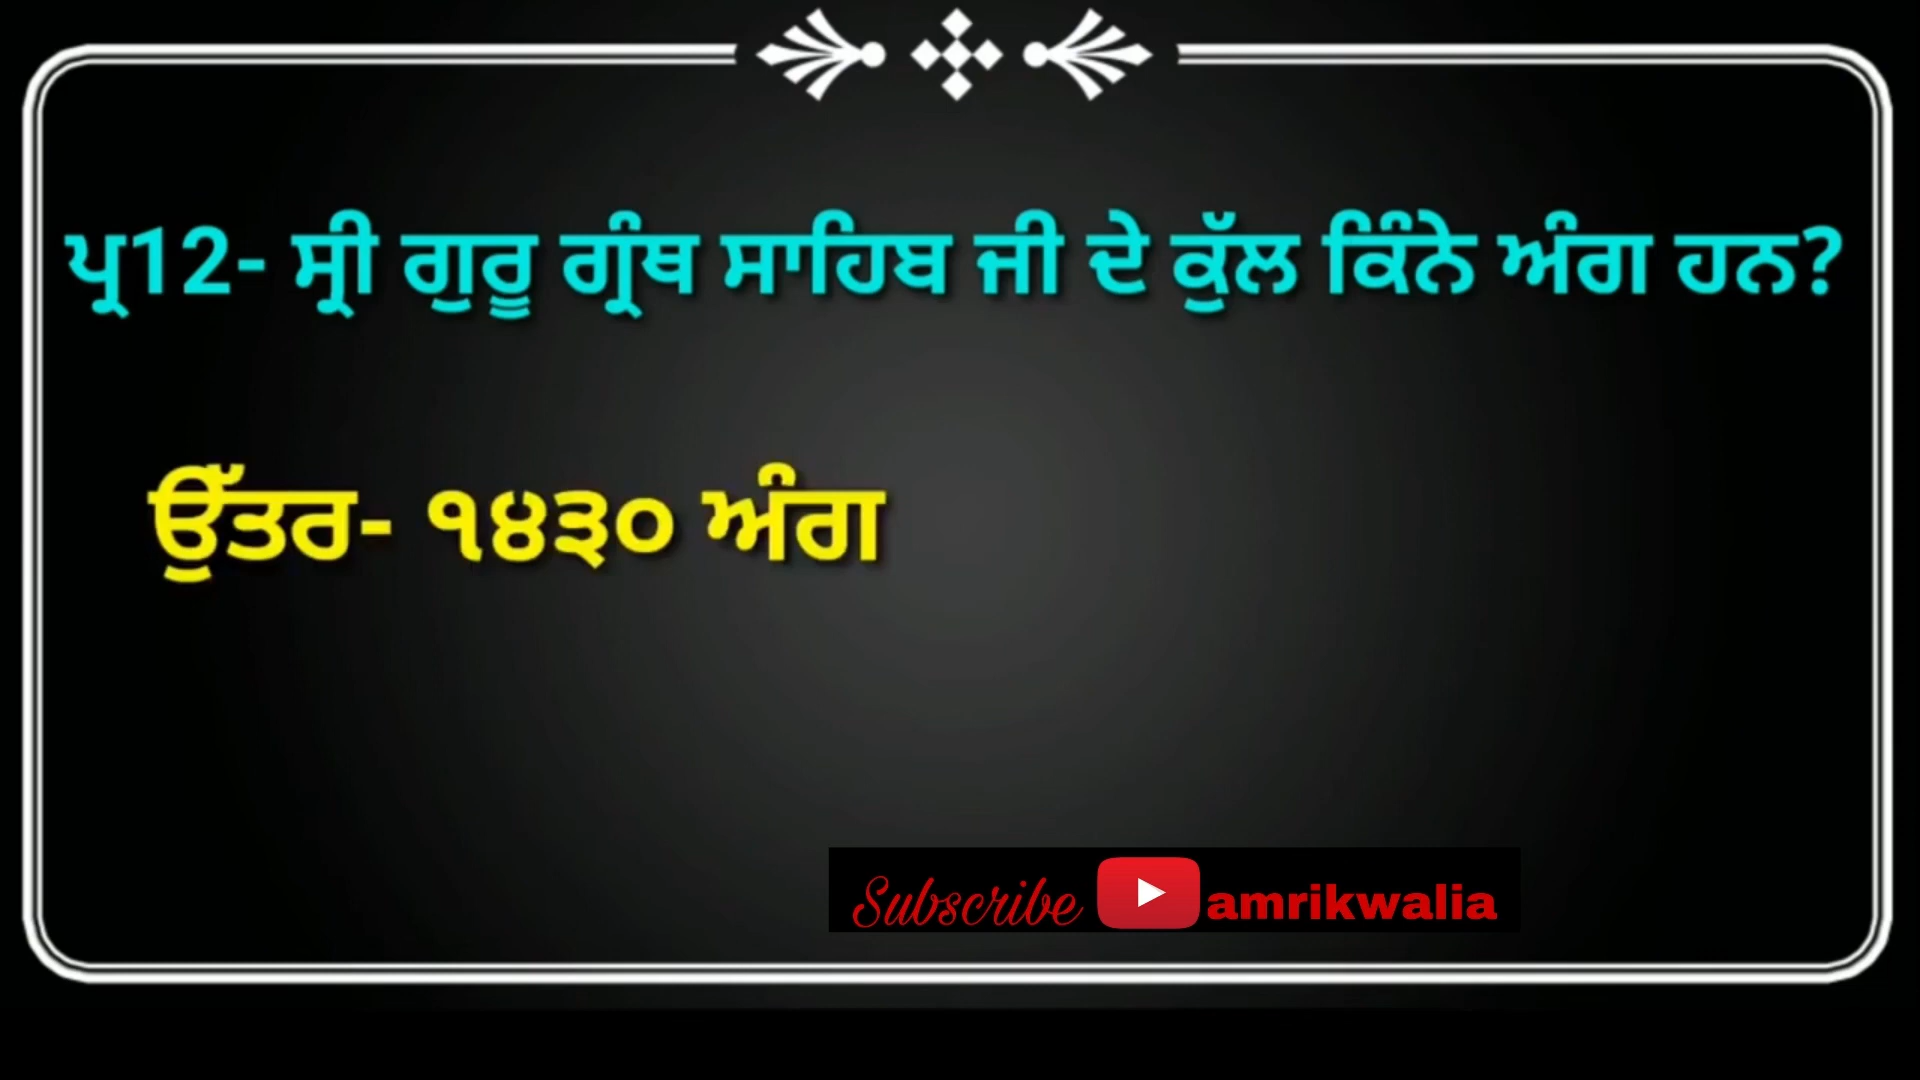 ਪ੍ਰ12- ਸ੍ਰੀ ਗੁਰੂ ਗ੍ਰੰਥ ਸਾਹਿਬ ਜੀ ਦੇ ਕੁੱਲ ਕਿੰਨੇ ਅੰਗ ਹਨ?
ਉੱਤਰ- ੧੪੩੦ ਅੰਗ
Subscribe amrikwalia